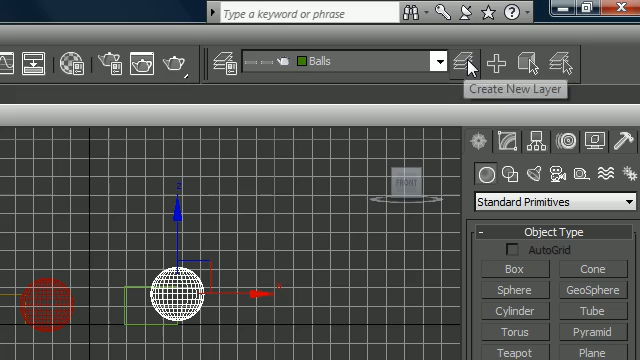 Type a keyword or phrase
Balls
Create New Layer
FRONT
z
x
Standard Primitives
- Object Type
AutoGrid
Box Cone
Sphere GeoSphere
Cylinder Tube
Torus Pyramid
Teapot Plane